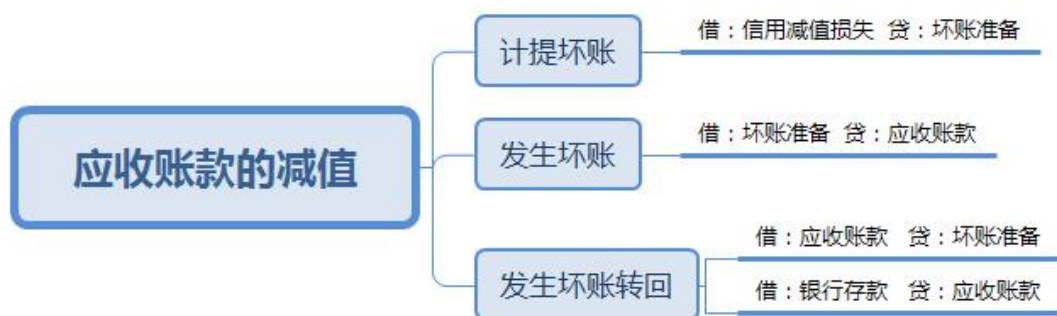 应收账款的减值
计提坏账
借：信用减值损失 贷：坏账准备
发生坏账
借：坏账准备 贷：应收账款
发生坏账转回
借：应收账款 贷：坏账准备
借：银行存款 贷：应收账款